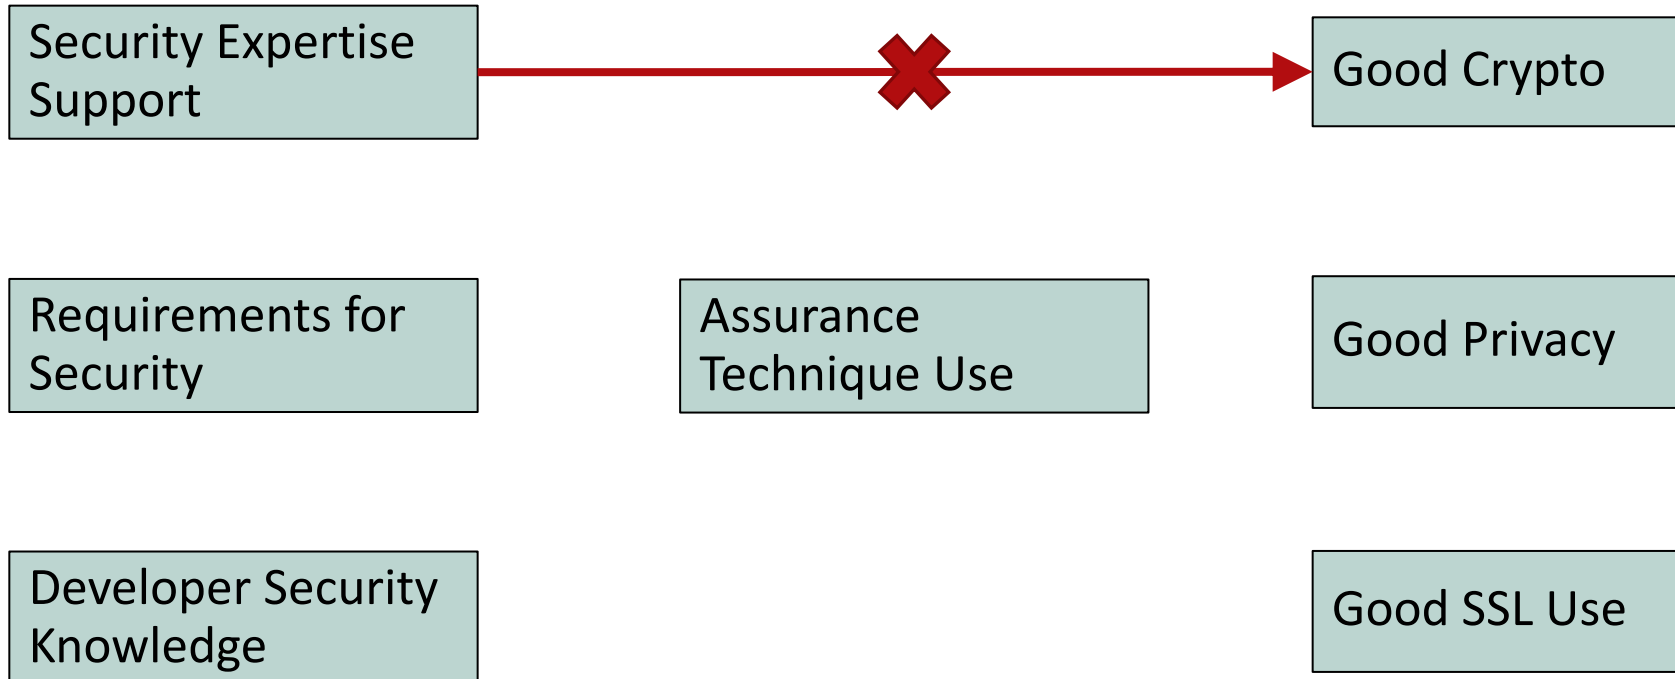 Security Expertise
Support
Good Crypto
Requirements for
Security
Assurance
Technique Use
Good Privacy
Developer Security
Knowledge
Good SSL Use